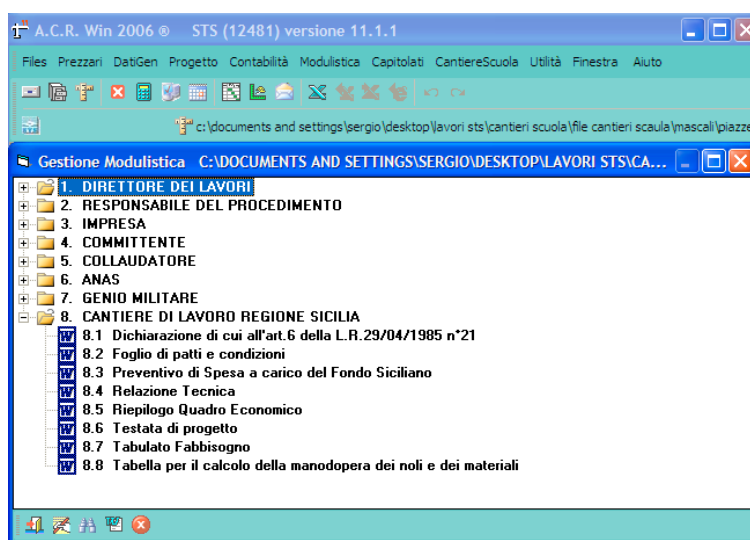 A.C.R. Win 2006 ® STS (12481) versione 11.1.1
Files Prezzari DatiGen Progetto Contabilità Modulistica Capitolati CantiereScuola Utilità Finestra Aiuto
c:\documents and settings\sergio\desktop\lavori sts\cantieri scuola\file cantieri scaula\mascali\piazze
Gestione Modulistica C:\DOCUMENTS AND SETTINGS\SERGIO\DESKTOP\LAVORI STS\CA...
1. DIRETTORE DEI LAVORI
2. RESPONSABILE DEL PROCEDIMENTO
3. IMPRESA
4. COMMITTENTE
5. COLLAUDATORE
6. ANAS
7. GENIO MILITARE
8. CANTIERE DI LAVORO REGIONE SICILIA
8.1 Dichiarazione di cui all'art.6 della L.R.29/04/1985 n°21
8.2 Foglio di patti e condizioni
8.3 Preventivo di Spesa a carico del Fondo Siciliano
8.4 Relazione Tecnica
8.5 Riepilogo Quadro Economico
8.6 Testata di progetto
8.7 Tabulato Fabbisogno
8.8 Tabella per il calcolo della manodopera dei noli e dei materiali